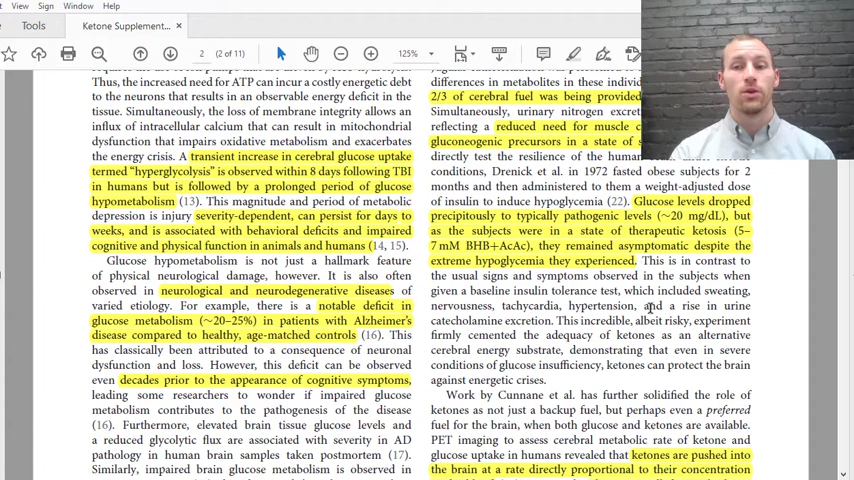 File Edit View Sign Window Help
Tools
Ketone Supplement... ×
2 (2 of 11)
125%
Thus, the increased need for ATP can incur a costly energetic debt
to the neurons that results in an observable energy deficit in the
tissue. Simultaneously, the loss of membrane integrity allows an
influx of intracellular calcium that can result in mitochondrial
dysfunction that impairs oxidative metabolism and exacerbates
the energy crisis. A transient increase in cerebral glucose uptake
termed “hyperglycolysis” is observed within 8 days following TBI
in humans but is followed by a prolonged period of glucose
hypometabolism (13). This magnitude and period of metabolic
depression is injury severity-dependent, can persist for days to
weeks, and is associated with behavioral deficits and impaired
cognitive and physical function in animals and humans (14, 15).
Glucose hypometabolism is not just a hallmark feature
of physical neurological damage, however. It is also often
observed in neurological and neurodegenerative diseases of
varied etiology. For example, there is a notable deficit in
glucose metabolism (~20–25%) in patients with Alzheimer’s
disease compared to healthy, age-matched controls (16). This
has classically been attributed to a consequence of neuronal
dysfunction and loss. However, this deficit can be observed
even decades prior to the appearance of cognitive symptoms,
leading some researchers to wonder if impaired glucose
metabolism contributes to the pathogenesis of the disease
(16). Furthermore, elevated brain tissue glucose levels and
a reduced glycolytic flux are associated with severity in AD
pathology in human brain samples taken postmortem (17).
Similarly, impaired brain glucose metabolism is observed in
differences in metabolites in these individ
2/3 of cerebral fuel was being provided
Simultaneously, urinary nitrogen excret
reflecting a reduced need for muscle c
gluconeogenic precursors in a state of s
directly test the resilience of the human
conditions, Drenick et al. in 1972 fasted obese subjects for 2
months and then administered to them a weight-adjusted dose
of insulin to induce hypoglycemia (22). Glucose levels dropped
precipitously to typically pathogenic levels (~20 mg/dL), but
as the subjects were in a state of therapeutic ketosis (5–
7 mM BHB+AcAc), they remained asymptomatic despite the
extreme hypoglycemia they experienced. This is in contrast to
the usual signs and symptoms observed in the subjects when
given a baseline insulin tolerance test, which included sweating,
nervousness, tachycardia, hypertension, and a rise in urine
catecholamine excretion. This incredible, albeit risky, experiment
firmly cemented the adequacy of ketones as an alternative
cerebral energy substrate, demonstrating that even in severe
conditions of glucose insufficiency, ketones can protect the brain
against energetic crises.
Work by Cunnane et al. has further solidified the role of
ketones as not just a backup fuel, but perhaps even a preferred
fuel for the brain, when both glucose and ketones are available.
PET imaging to assess cerebral metabolic rate of ketone and
glucose uptake in humans revealed that ketones are pushed into
the brain at a rate directly proportional to their concentration